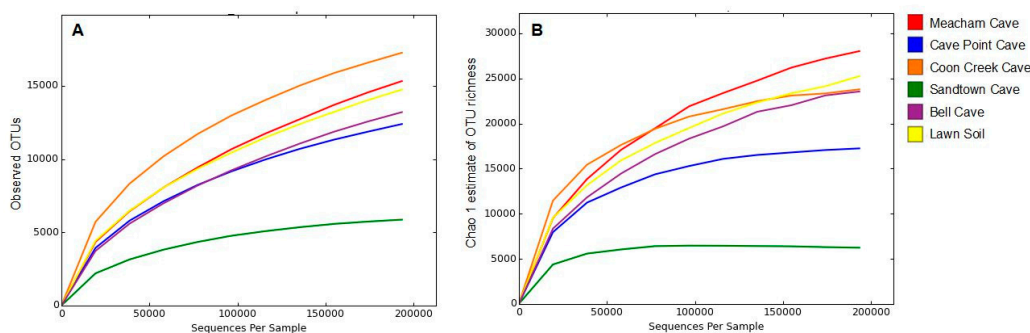 A
Observed OTUs
15000
10000
5000
0
0 50000 100000 150000 200000
Sequences Per Sample
B
Chao 1 estimate of OTU richness
30000
25000
20000
15000
10000
5000
0
0 50000 100000 150000 200000
Sequences Per Sample
Meacham Cave
Cave Point Cave
Coon Creek Cave
Sandtown Cave
Bell Cave
Lawn Soil